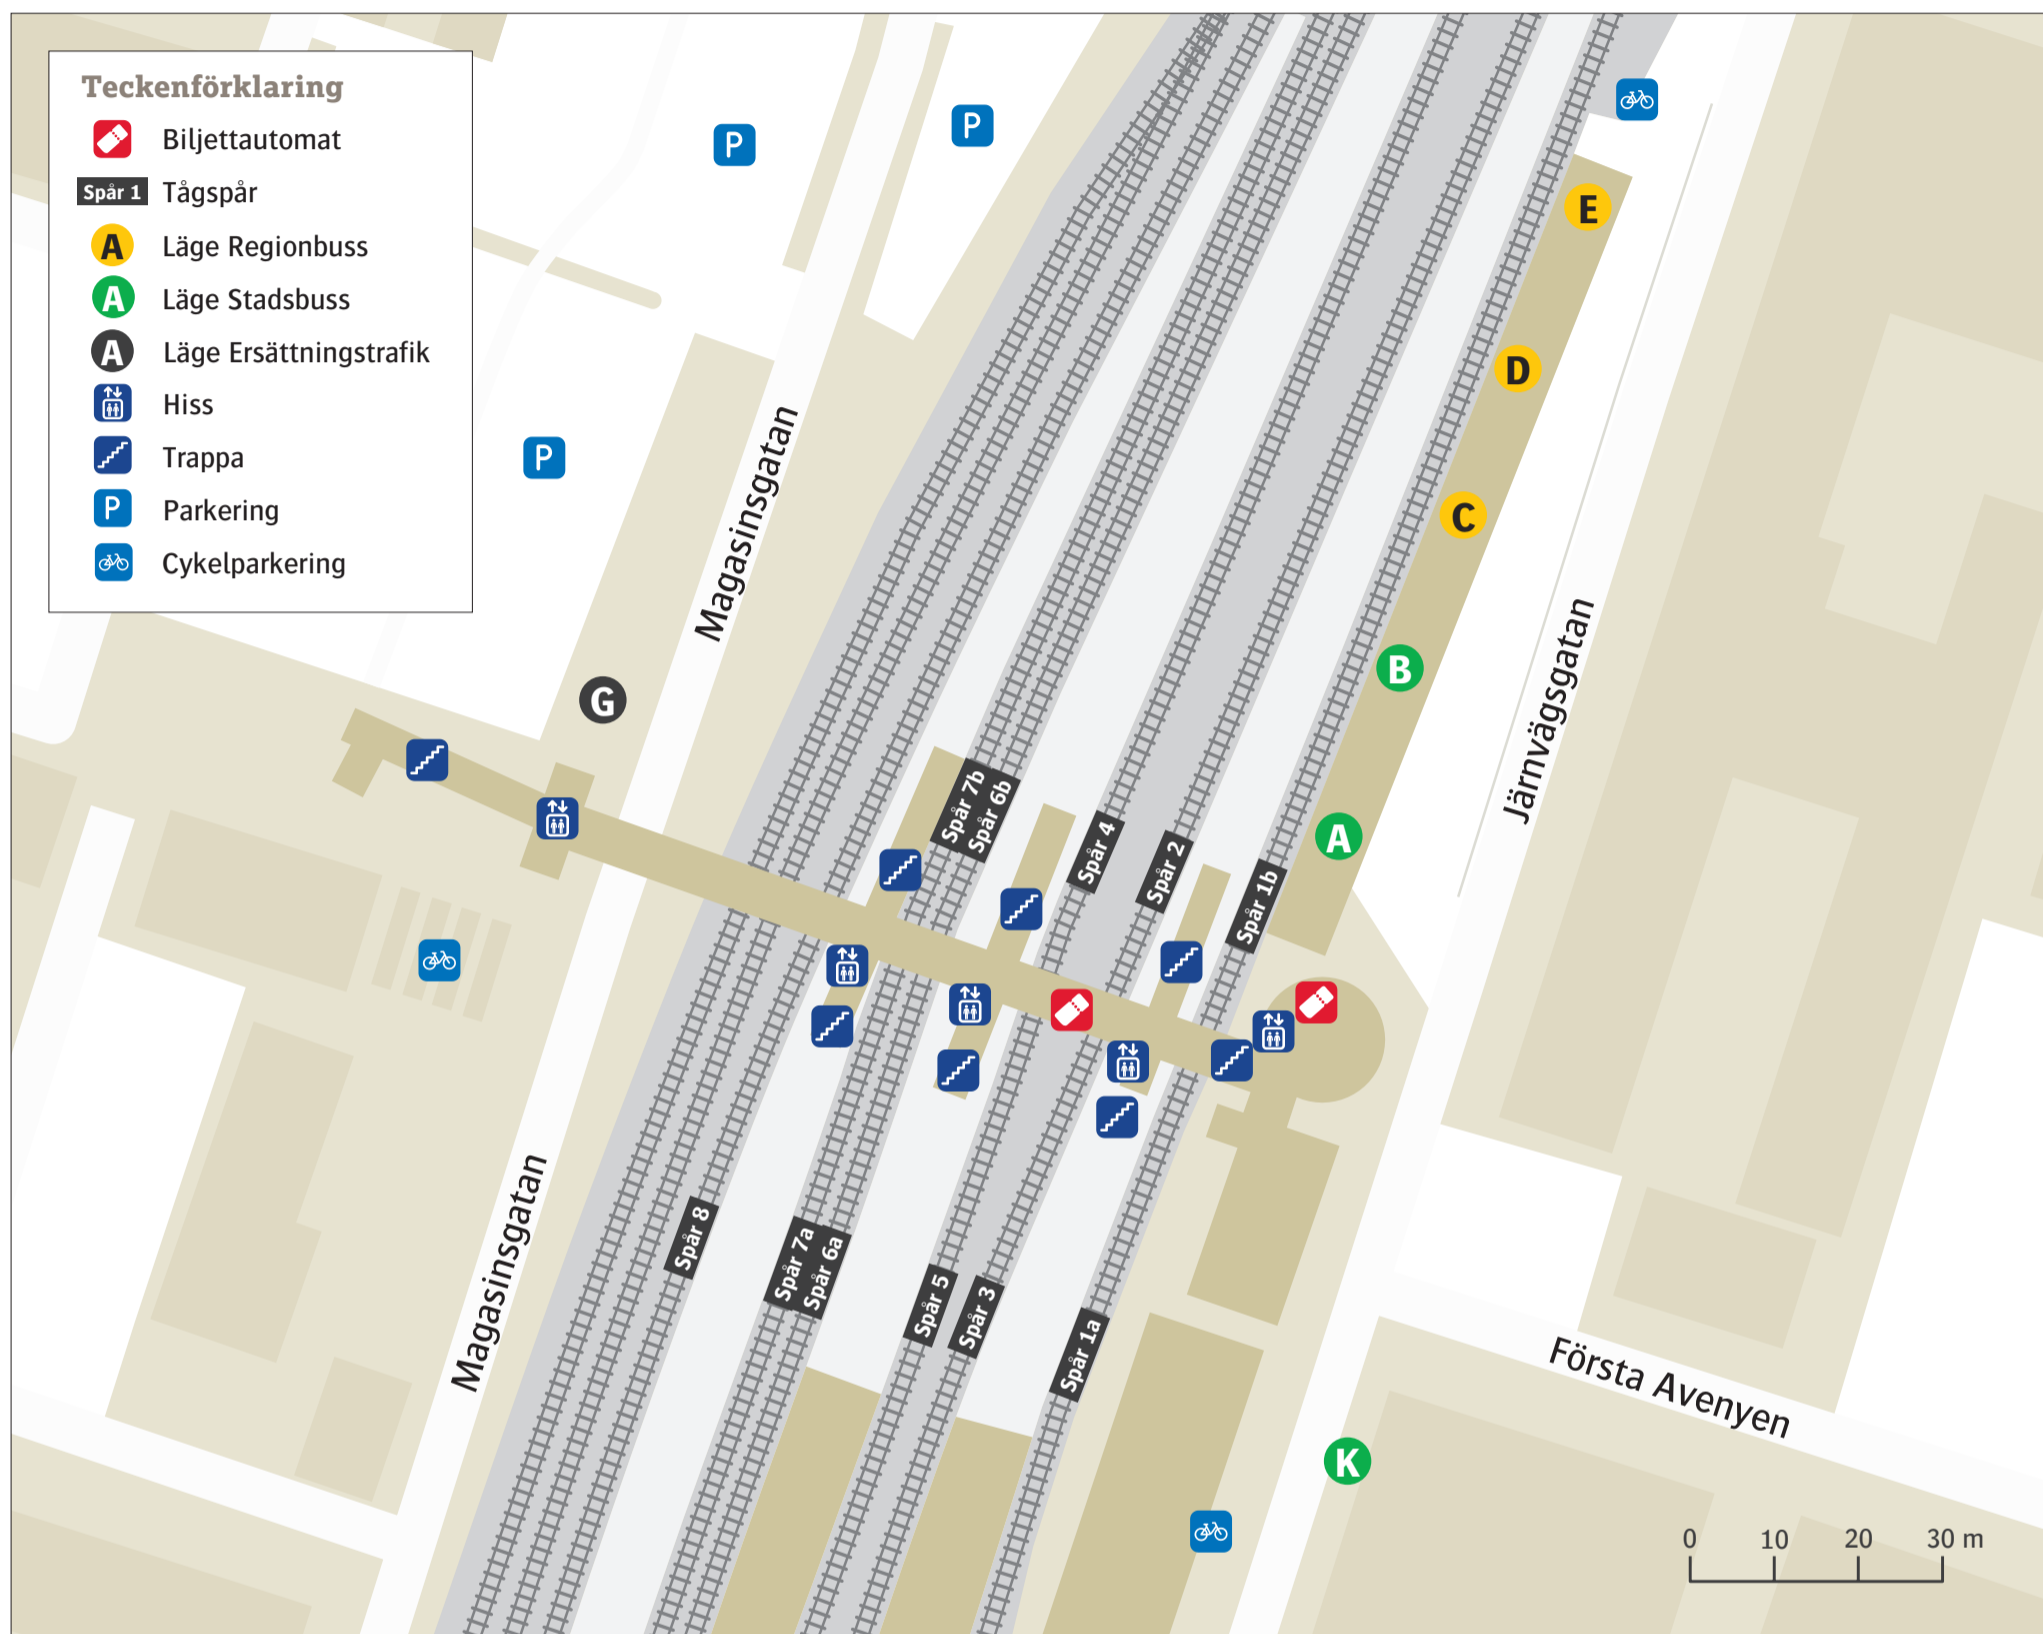 Teckenförklaring
Biljettautomat
Spår 1 Tågspår
A Läge Regionbuss
A Läge Stadsbuss
A Läge Ersättningstrafik
Hiss
Trappa
P Parkering
Cykelparkering
P
P
P
E
D
C
B
A
G
K
Magasinsgatan
Magasinsgatan
Järnvägsgatan
Första Avenyen
Spår 7b
Spår 6b
Spår 4
Spår 2
Spår 1b
Spår 8
Spår 7a
Spår 6a
Spår 5
Spår 3
Spår 1a
0 10 20 30 m